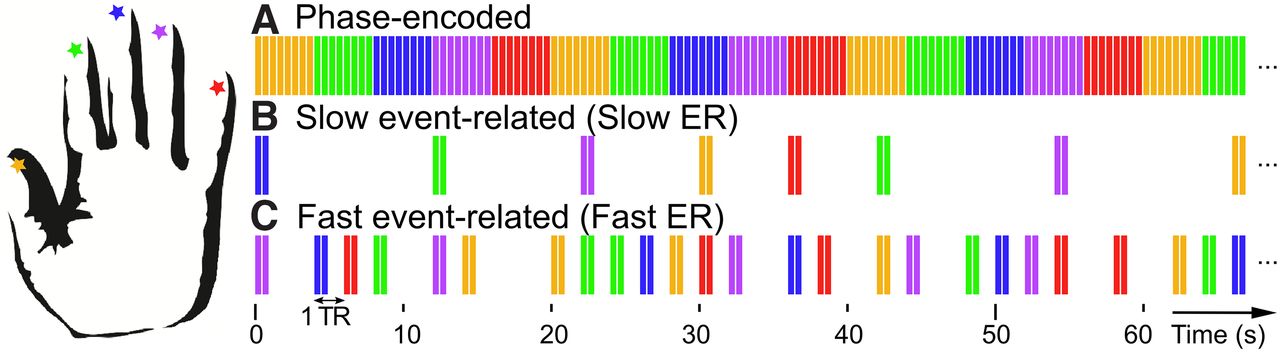 A Phase-encoded
...
B Slow event-related (Slow ER)
...
C Fast event-related (Fast ER)
...
1 TR
0 10 20 30 40 50 60 Time (s)